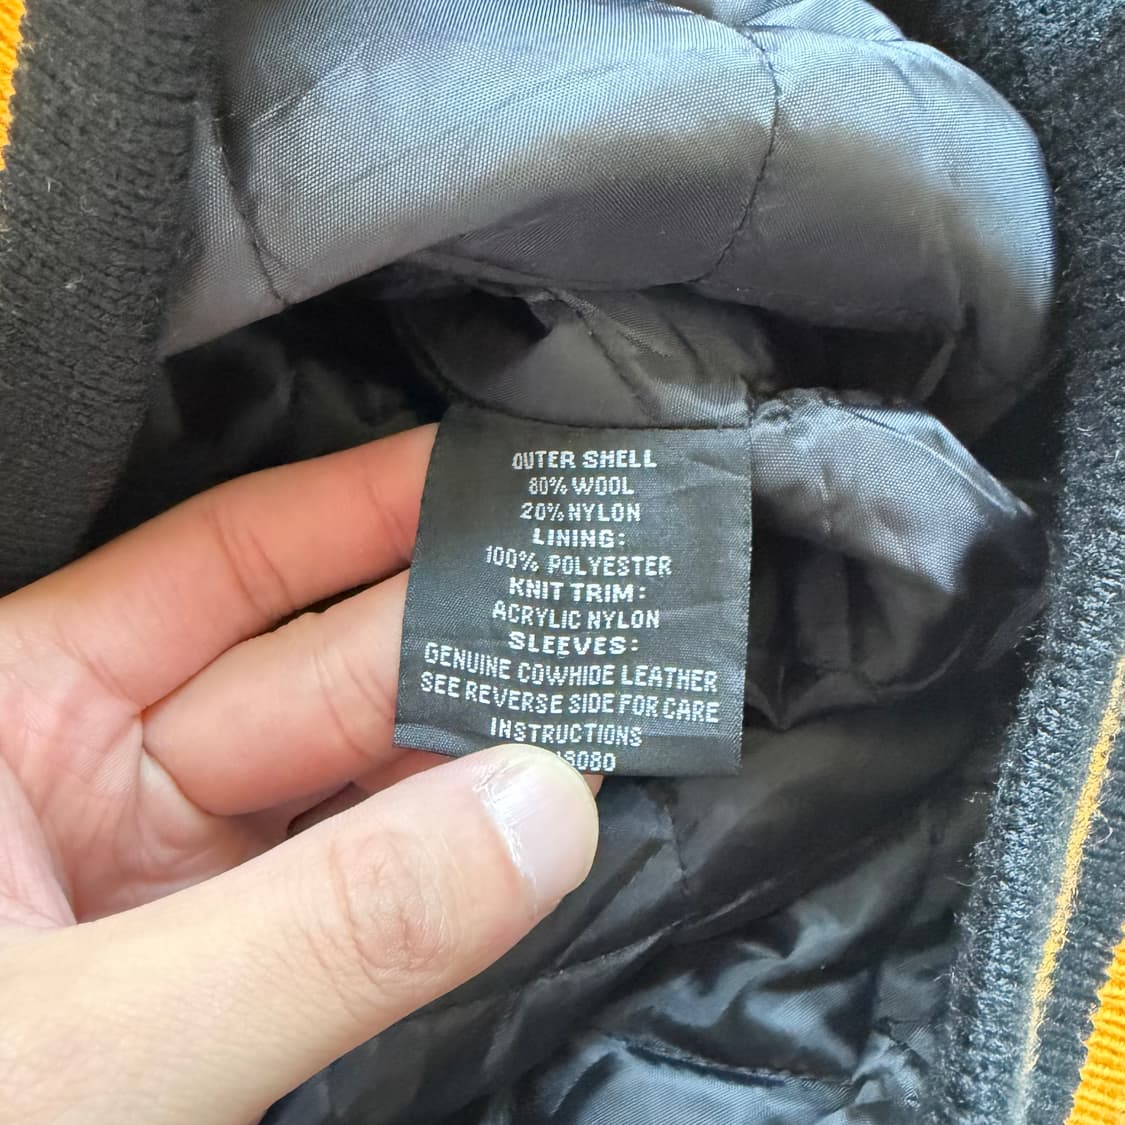 OUTER SHELL
80% WOOL
20% NYLON
LINING:
100% POLYESTER
KNIT TRIM:
ACRYLIC NYLON
SLEEVES:
GENUINE COWHIDE LEATHER
SEE REVERSE SIDE FOR CARE
INSTRUCTIONS